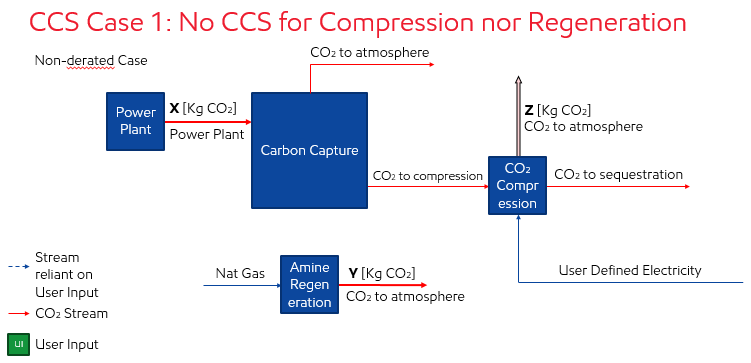 CCS Case 1: No CCS for Compression nor Regeneration
Non-derated Case
CO₂ to atmosphere
Power
Plant
X [Kg CO₂]
Power Plant
Carbon Capture
Z [Kg CO₂]
CO₂ to atmosphere
CO₂ to compression
CO₂
Compr
ession
CO₂ to sequestration
Stream
reliant on
User Input
CO₂ Stream
UI
User Input
Nat Gas
Amine
Regen
eration
Y [Kg CO₂]
CO₂ to atmosphere
User Defined Electricity